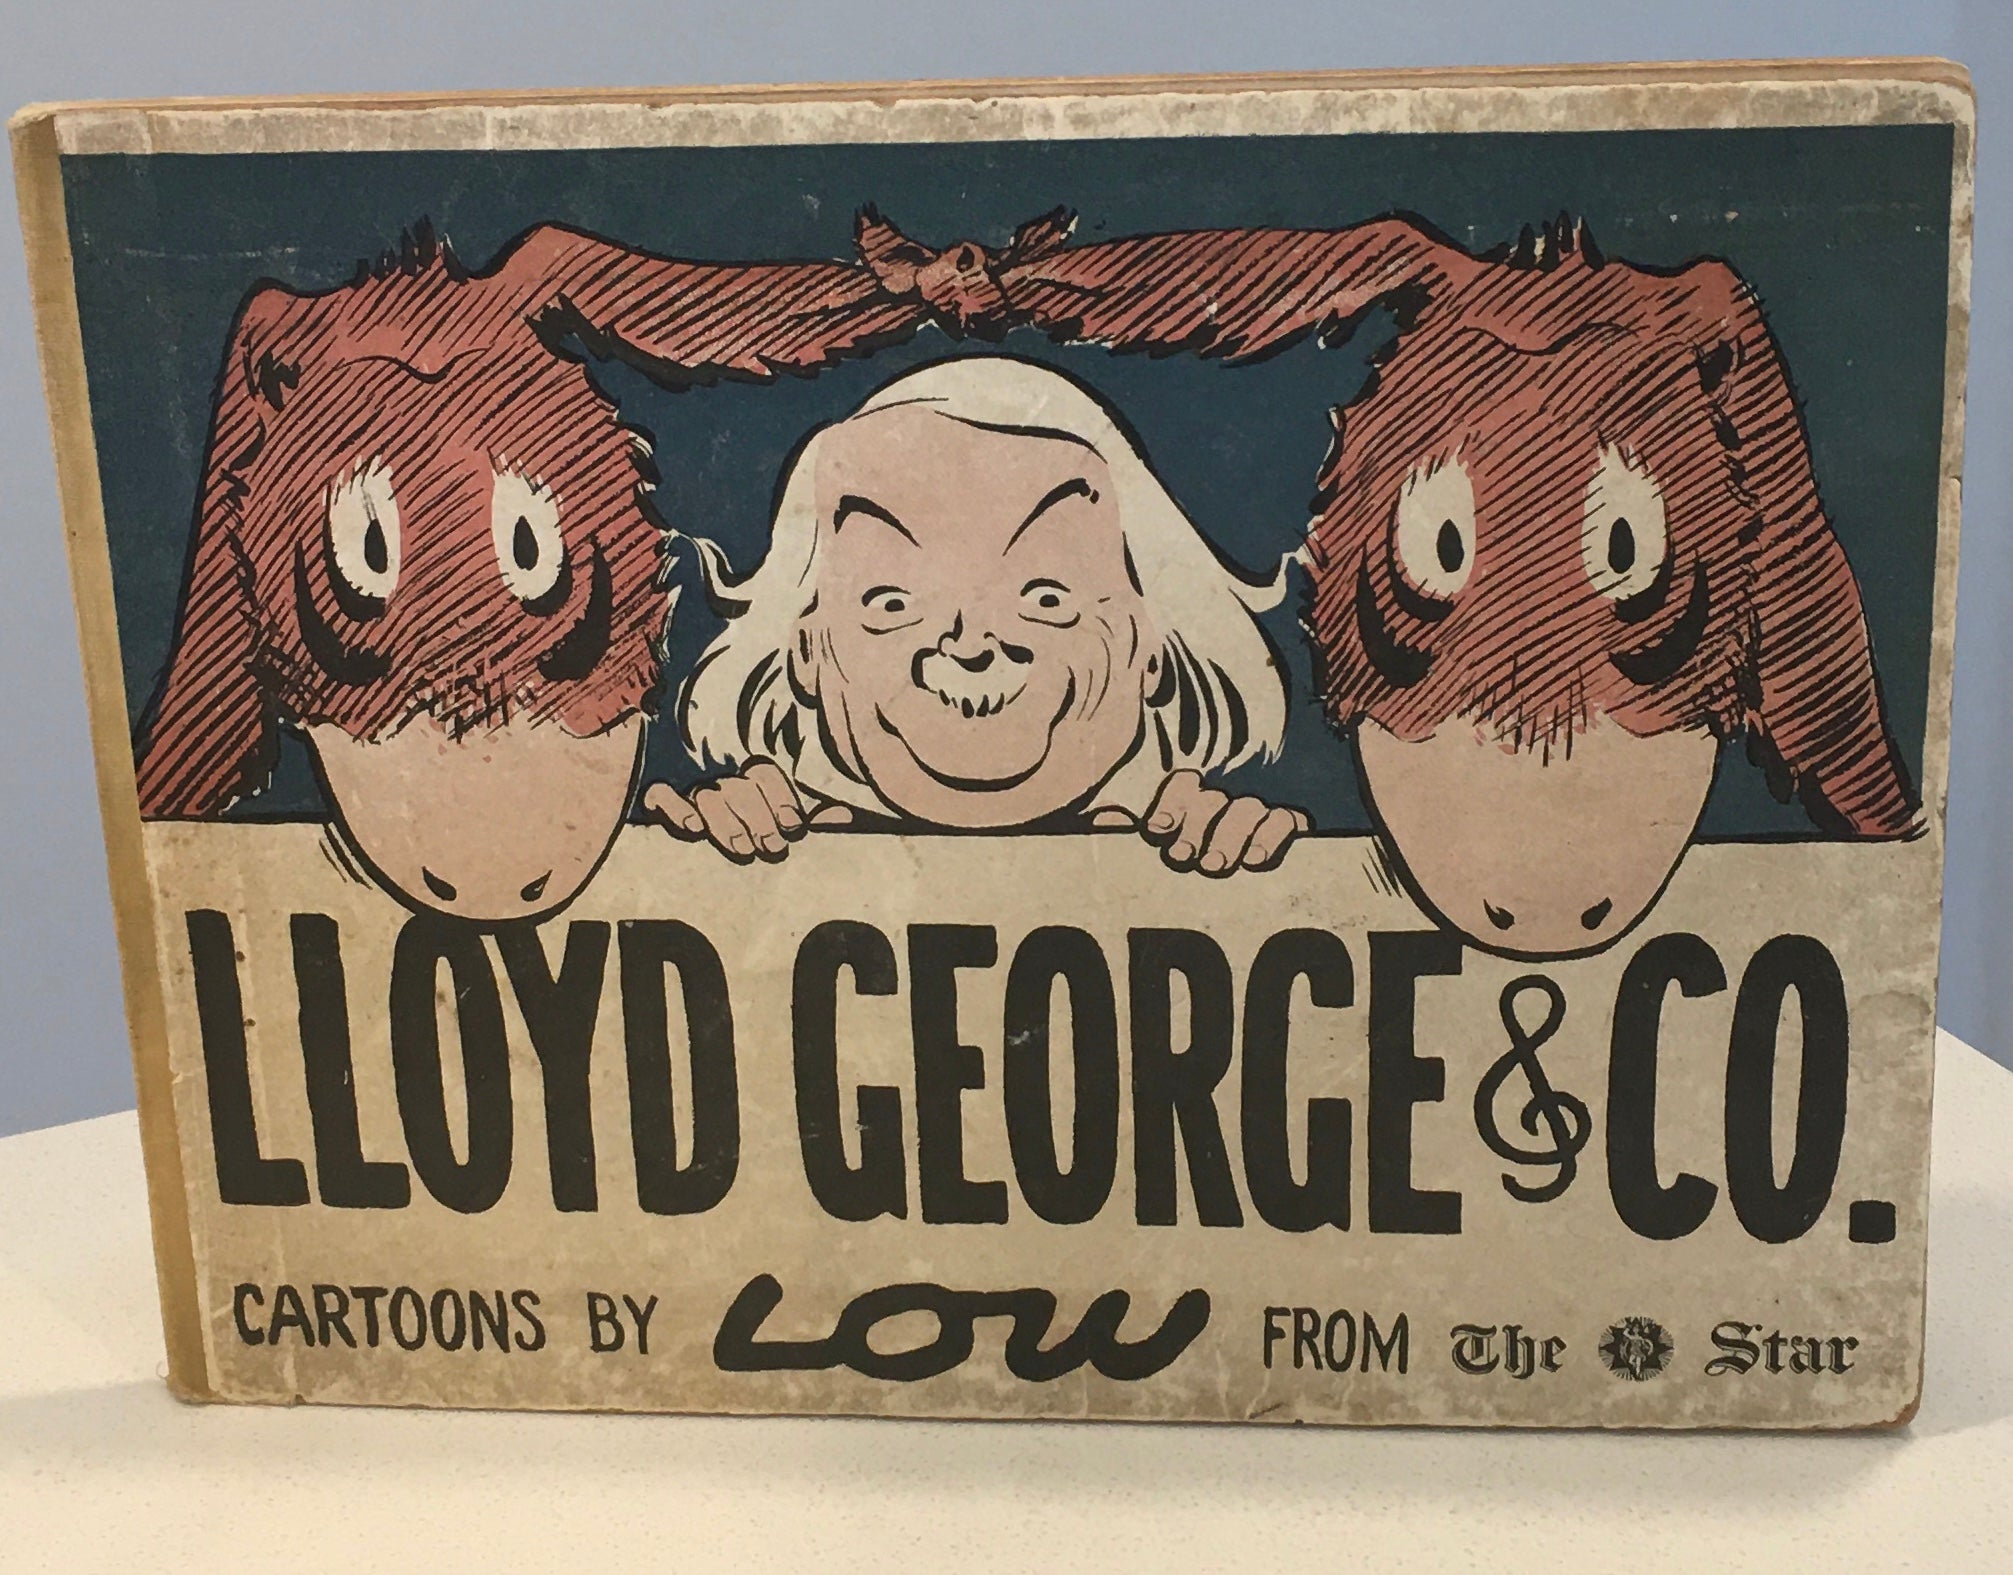 LLOYD GEORGE & CO.
CARTOONS BY LOW FROM The Star